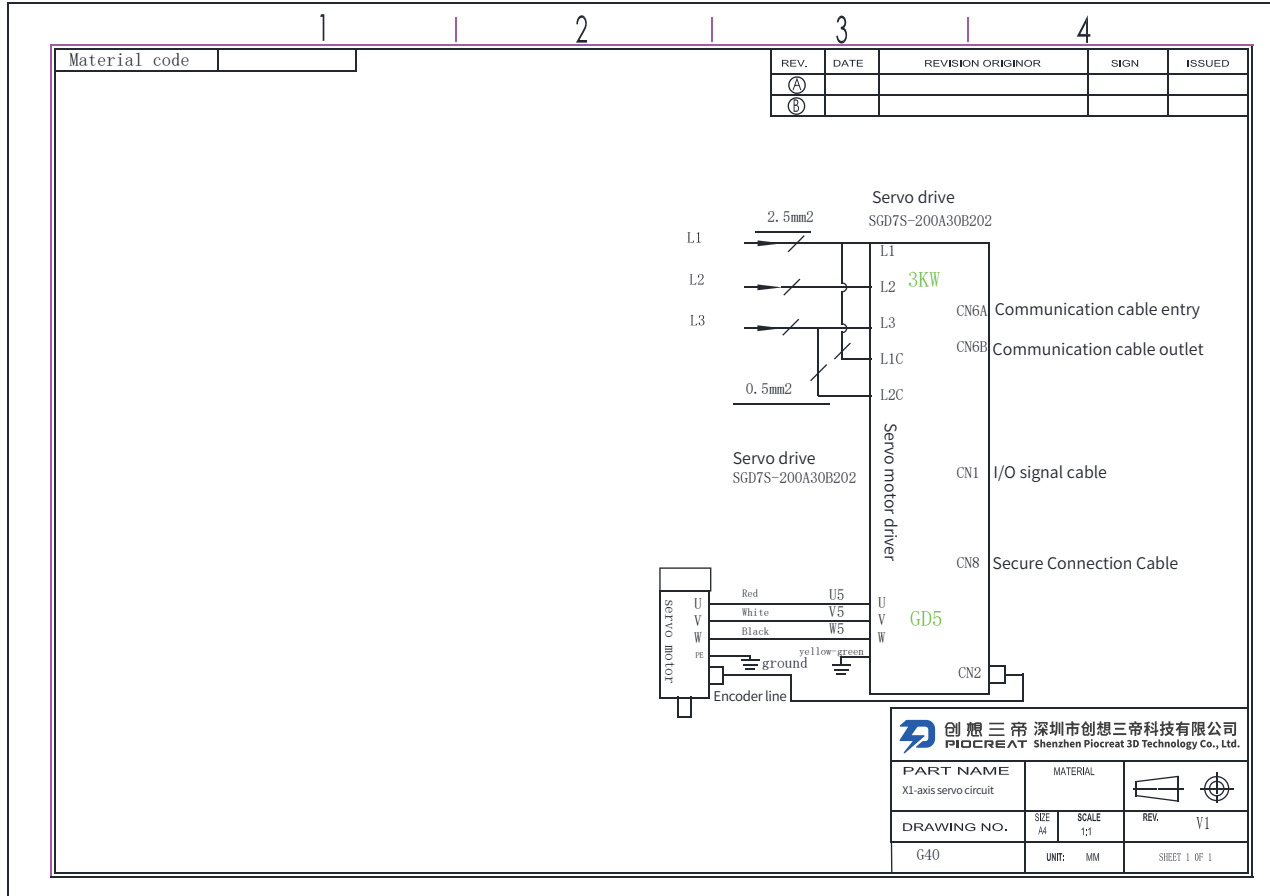 1 2 3 4
Material code
REV. DATE REVISION ORIGINOR SIGN ISSUED
A
B
Servo drive
SGD7S-200A30B202
2.5mm2
L1
L1
L2
L2
3KW
L3
L3
CN6A Communication cable entry
CN6B Communication cable outlet
L1C
0.5mm2
L2C
Servo motor driver
Servo drive
SGD7S-200A30B202
CN1 I/O signal cable
CN8 Secure Connection Cable
servo motor
U Red U5 U
V White V5 V
GD5
W Black W5 W
PE ground yellow-green
CN2
Encoder line
创想三帝 深圳市创想三帝科技有限公司
PIOCREAT Shenzhen Piocreat 3D Technology Co., Ltd.
PART NAME MATERIAL
X1-axis servo circuit
DRAWING NO. SIZE SCALE REV. V1
A4 1:1
G40 UNIT: MM SHEET 1 OF 1